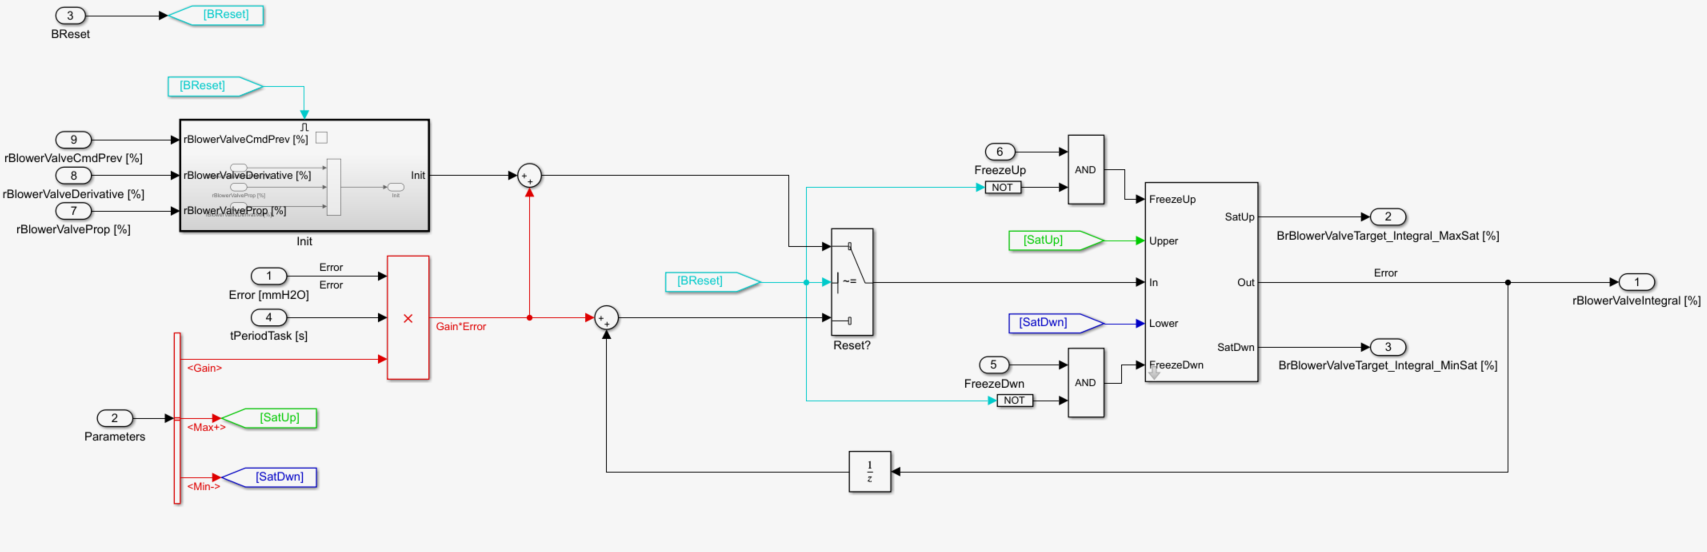 3
BReset
[BReset]
[BReset]
9
rBlowerValveCmdPrev [%]
8
rBlowerValveDerivative [%]
7
rBlowerValveProp [%]
rBlowerValveCmdPrev [%]
rBlowerValveDerivative [%]
rBlowerValveProp [%]
rBlowerValveProp [%]
Init
Init
Init
1
Error [mmH2O]
Error
Error
4
tPeriodTask [s]
×
Gain*Error
<Gain>
2
Parameters
<Max+>
[SatUp]
<Min->
[SatDwn]
+
+
+
+
[BReset]
~=
Reset?
6
FreezeUp
NOT
AND
[SatUp]
[SatDwn]
5
FreezeDwn
NOT
AND
FreezeUp
Upper
In
Lower
FreezeDwn
SatUp
Out
SatDwn
2
BrBlowerValveTarget_Integral_MaxSat [%]
Error
1
rBlowerValveIntegral [%]
3
BrBlowerValveTarget_Integral_MinSat [%]
1
z